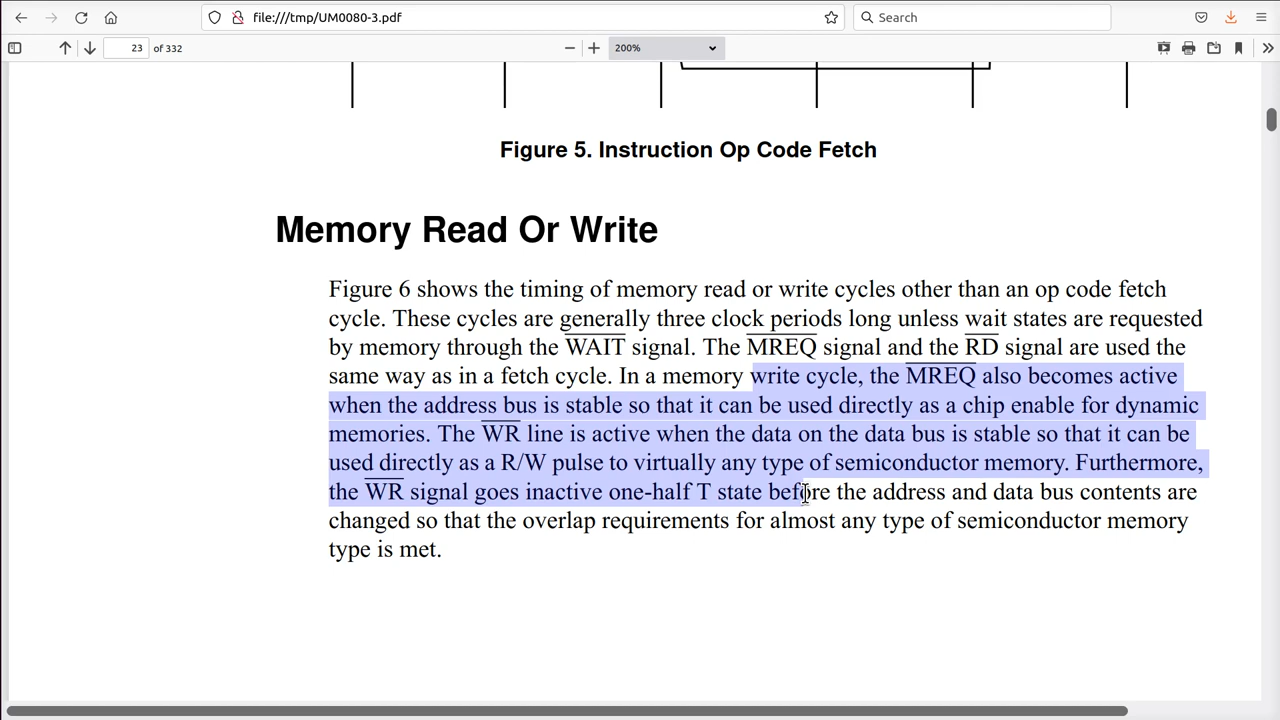 file:///tmp/UM0080-3.pdf
Search
23 of 332
200%
Figure 5. Instruction Op Code Fetch
Memory Read Or Write
Figure 6 shows the timing of memory read or write cycles other than an op code fetch
cycle. These cycles are generally three clock periods long unless wait states are requested
by memory through the WAIT signal. The MREQ signal and the RD signal are used the
same way as in a fetch cycle. In a memory write cycle, the MREQ also becomes active
when the address bus is stable so that it can be used directly as a chip enable for dynamic
memories. The WR line is active when the data on the data bus is stable so that it can be
used directly as a R/W pulse to virtually any type of semiconductor memory. Furthermore,
the WR signal goes inactive one-half T state before the address and data bus contents are
changed so that the overlap requirements for almost any type of semiconductor memory
type is met.